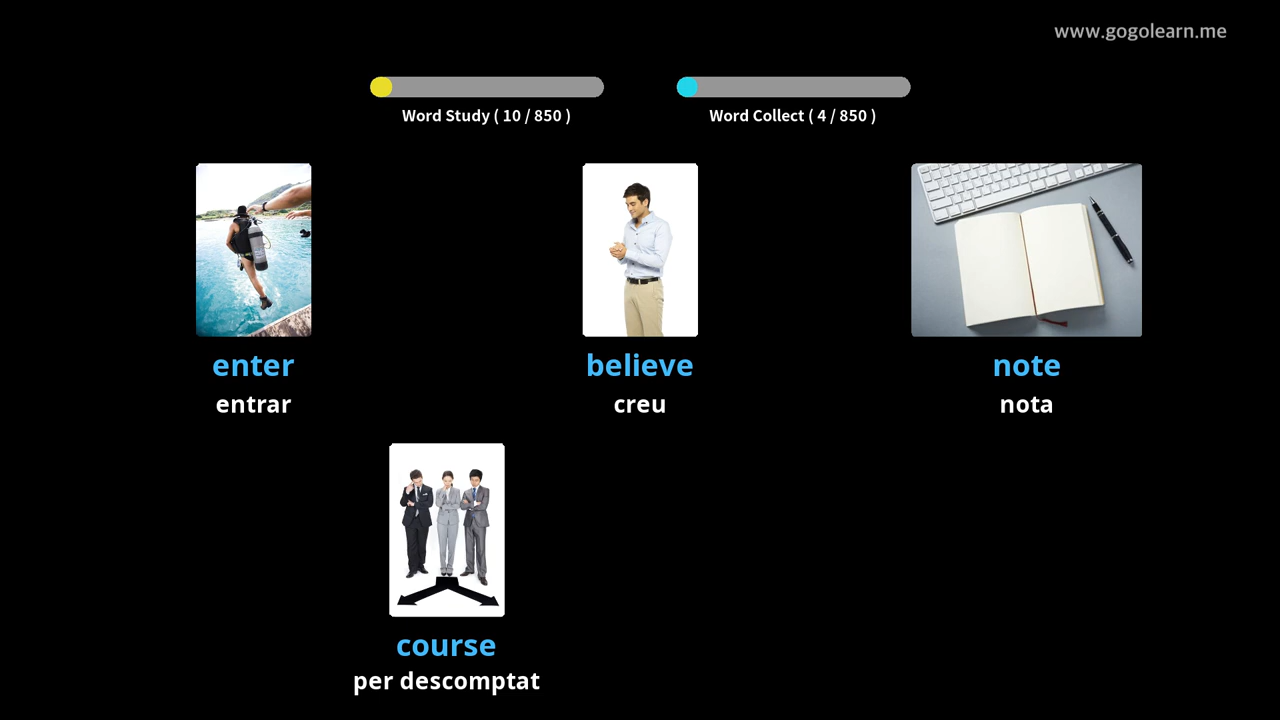 www.gogolearn.me
Word Study ( 10 / 850 )
Word Collect ( 4 / 850 )
enter
believe
note
entrar
creu
nota
course
per descomptat